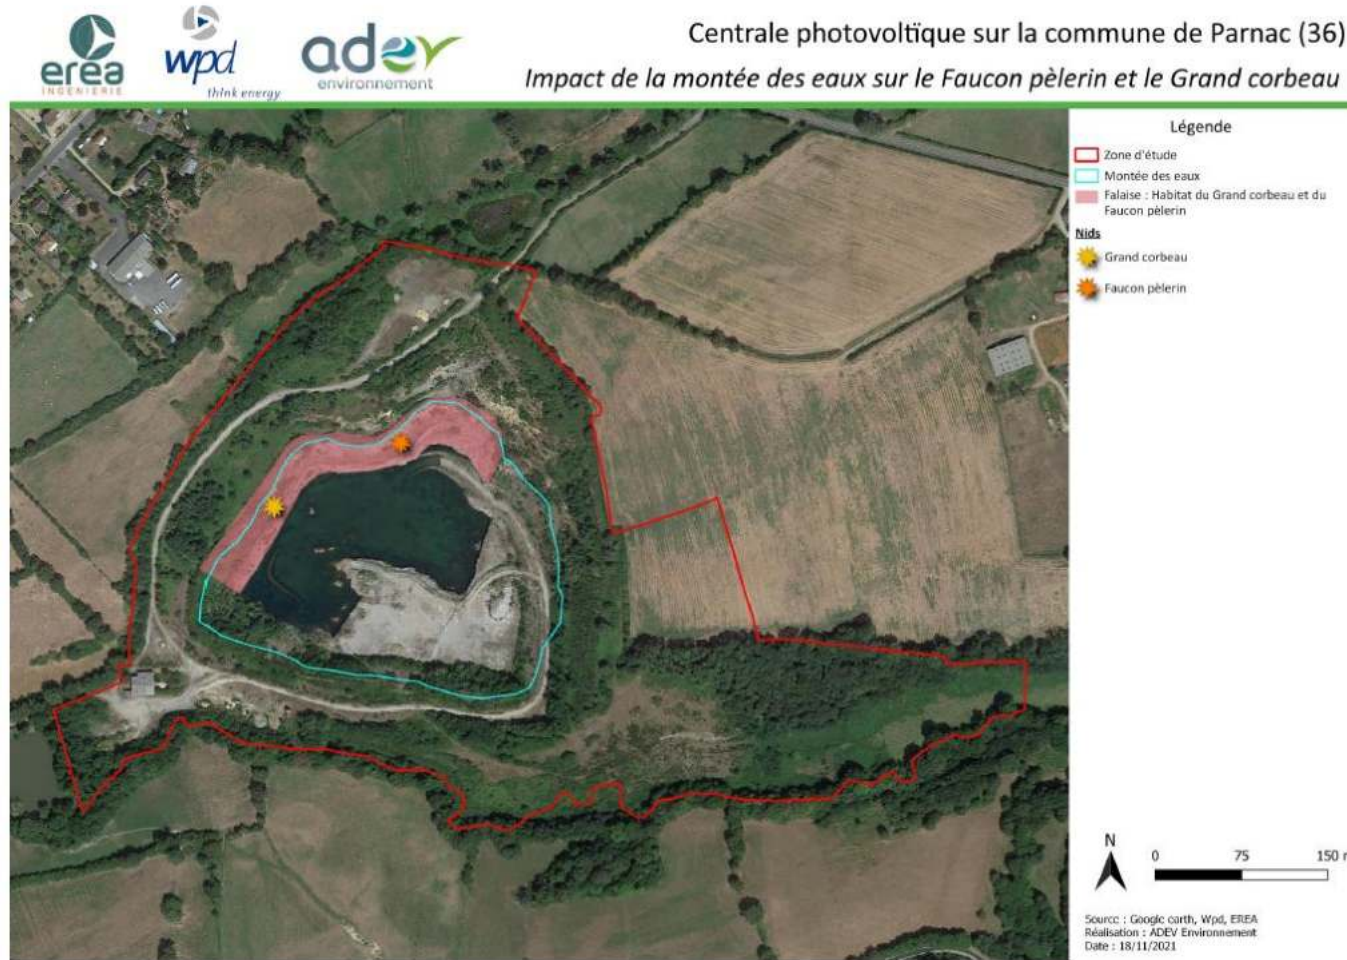 erea
INGENIERIE
wpd
think energy
adev
environnement
Centrale photovoltïque sur la commune de Parnac (36)
Impact de la montée des eaux sur le Faucon pèlerin et le Grand corbeau
Légende
Zone d'étude
Montée des eaux
Falaise : Habitat du Grand corbeau et du
Faucon pèlerin
Nids
Grand corbeau
Faucon pèlerin
N
0 75 150 m
Source : Google earth, Wpd, EREA
Réalisation : ADEV Environnement
Date : 18/11/2021